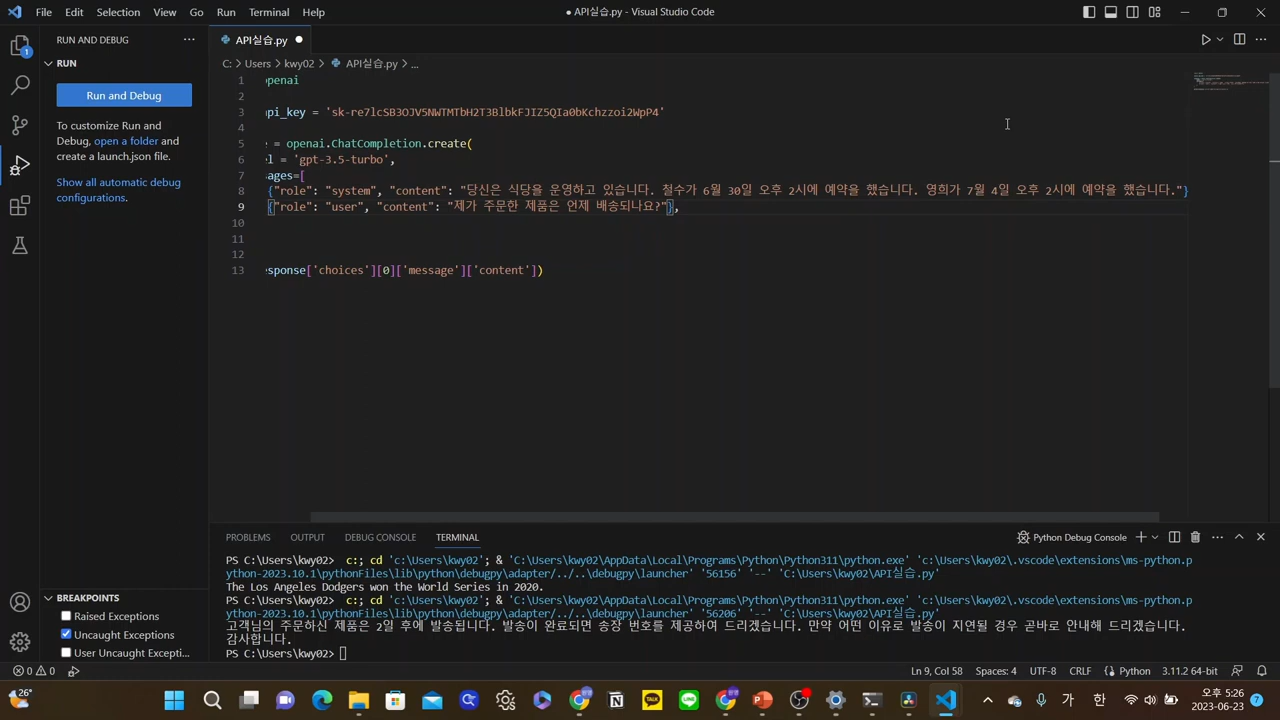 File Edit Selection View Go Run Terminal Help
● API실습.py - Visual Studio Code
RUN AND DEBUG ···
API실습.py ●
RUN
C: > Users > kwy02 > API실습.py > ...
Run and Debug
To customize Run and
Debug, open a folder and
create a launch.json file.
Show all automatic debug
configurations.
1 openai
2
3 api_key = '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'
4
5 = openai.ChatCompletion.create(
6 el = 'gpt-3.5-turbo',
7 sages=[
8 {"role": "system", "content": "당신은 식당을 운영하고 있습니다. 철수가 6월 30일 오후 2시에 예약을 했습니다. 영희가 7월 4일 오후 2시에 예약을 했습니다."}
9 {"role": "user", "content": "제가 주문한 제품은 언제 배송되나요?"},
10
11
12
13 esponse['choices'][0]['message']['content'])
PROBLEMS OUTPUT DEBUG CONSOLE TERMINAL
Python Debug Console
PS C:\Users\kwy02> c:; cd 'c:\Users\kwy02'; & 'C:\Users\kwy02\AppData\Local\Programs\Python\Python311\python.exe' 'c:\Users\kwy02\.vscode\extensions\ms-python.p
ython-2023.10.1\pythonFiles\lib\python\debugpy\adapter/../..\debugpy\launcher' '56156' '--' 'C:\Users\kwy02\API실습.py'
The Los Angeles Dodgers won the World Series in 2020.
PS C:\Users\kwy02> c:; cd 'c:\Users\kwy02'; & 'C:\Users\kwy02\AppData\Local\Programs\Python\Python311\python.exe' 'c:\Users\kwy02\.vscode\extensions\ms-python.p
ython-2023.10.1\pythonFiles\lib\python\debugpy\adapter/../..\debugpy\launcher' '56206' '--' 'C:\Users\kwy02\API실습.py'
고객님의 주문하신 제품은 2일 후에 발송됩니다. 발송이 완료되면 송장 번호를 제공하여 드리겠습니다. 만약 어떤 이유로 발송이 지연될 경우 곧바로 안내해 드리겠습니다.
감사합니다.
PS C:\Users\kwy02>
BREAKPOINTS
Raised Exceptions
Uncaught Exceptions
User Uncaught Excepti...
0 0
Ln 9, Col 58 Spaces: 4 UTF-8 CRLF Python 3.11.2 64-bit
26°
가 한
오후 5:26
2023-06-23
7